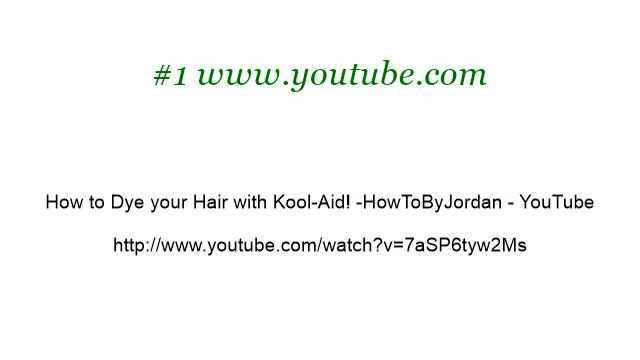 #1 www.youtube.com
How to Dye your Hair with Kool-Aid! -HowToByJordan - YouTube
http://www.youtube.com/watch?v=7aSP6tyw2Ms